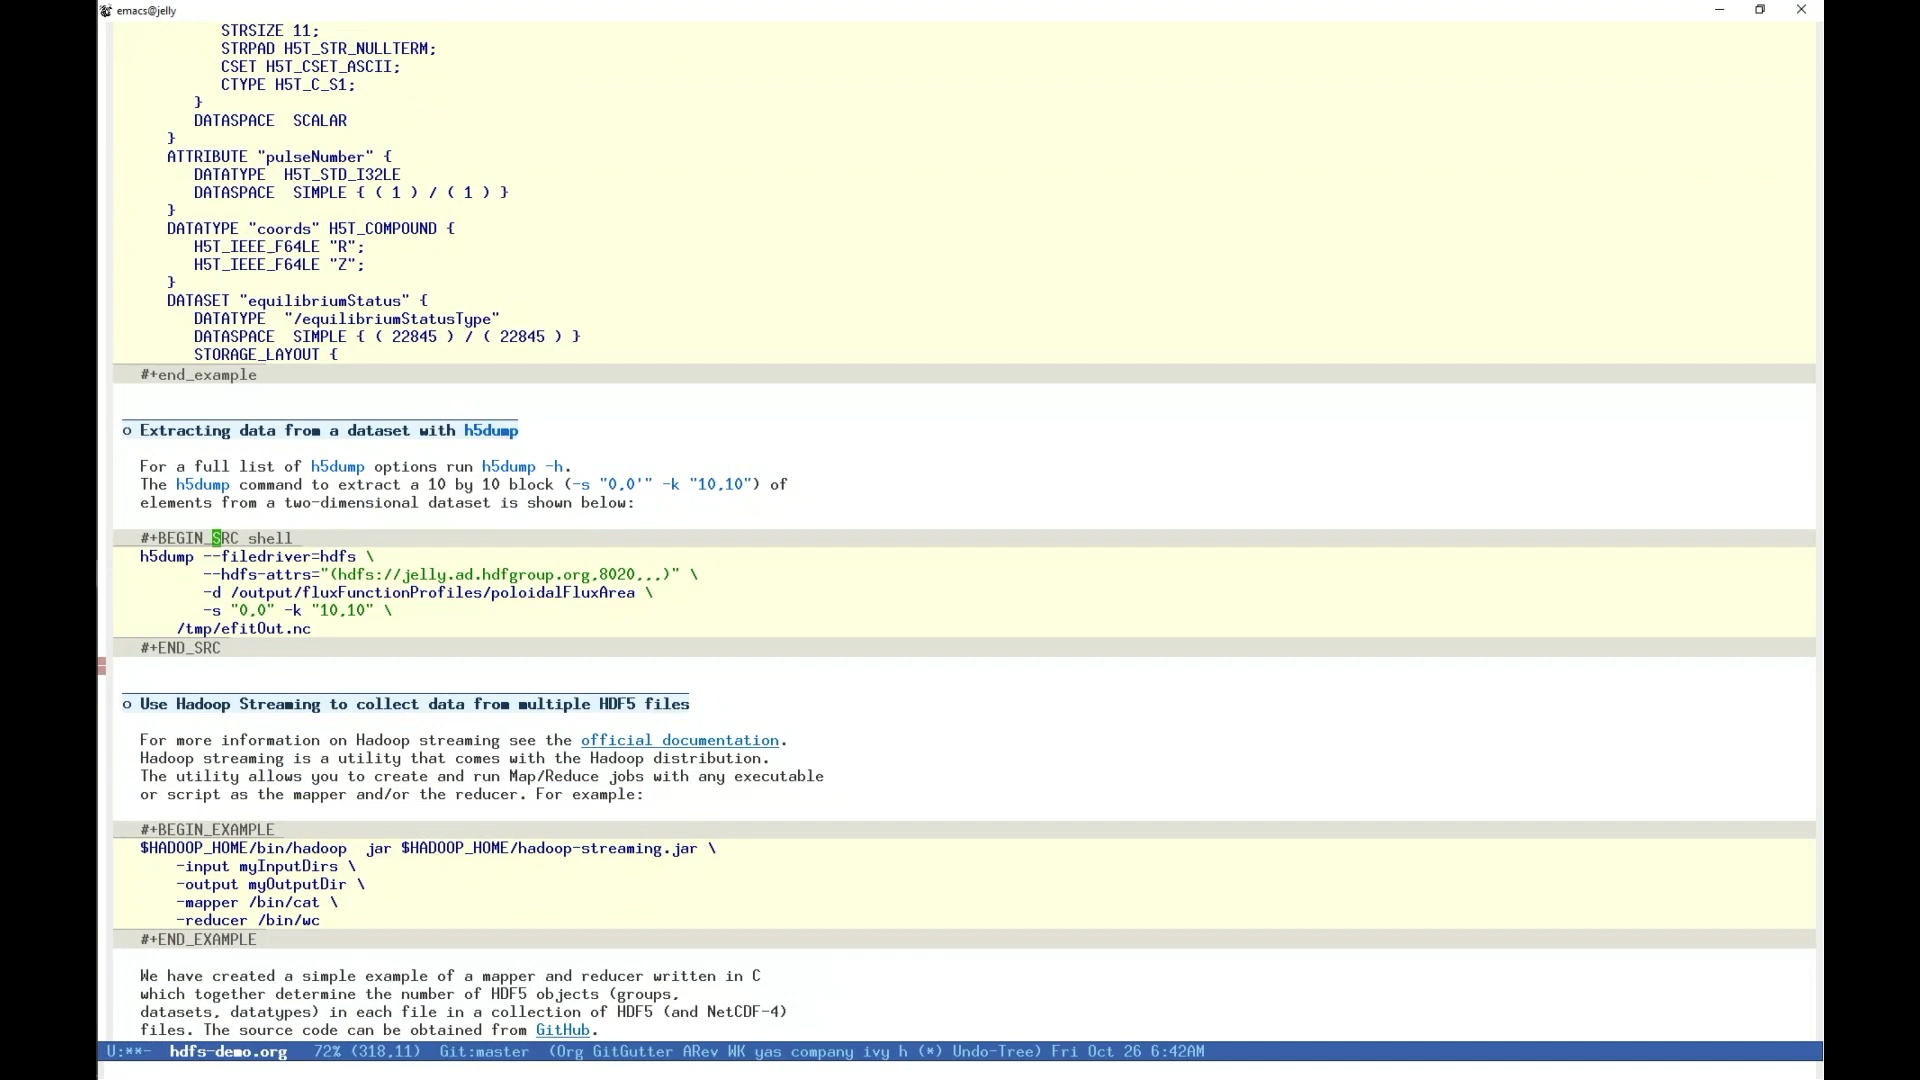 emacs@jelly
STRSIZE 11;
STRPAD H5T_STR_NULLTERM;
CSET H5T_CSET_ASCII;
CTYPE H5T_C_S1;
}
DATASPACE  SCALAR
}
ATTRIBUTE "pulseNumber" {
DATATYPE  H5T_STD_I32LE
DATASPACE  SIMPLE { ( 1 ) / ( 1 ) }
}
DATATYPE "coords" H5T_COMPOUND {
H5T_IEEE_F64LE "R";
H5T_IEEE_F64LE "Z";
}
DATASET "equilibriumStatus" {
DATATYPE  "/equilibriumStatusType"
DATASPACE  SIMPLE { ( 22845 ) / ( 22845 ) }
STORAGE_LAYOUT {
#+end_example
o Extracting data from a dataset with h5dump
For a full list of h5dump options run h5dump -h.
The h5dump command to extract a 10 by 10 block (-s "0,0'" -k "10,10") of
elements from a two-dimensional dataset is shown below:
#+BEGIN_SRC shell
h5dump --filedriver=hdfs \
--hdfs-attrs="(hdfs://jelly.ad.hdfgroup.org,8020,,,)" \
-d /output/fluxFunctionProfiles/poloidalFluxArea \
-s "0,0" -k "10,10" \
/tmp/efitOut.nc
#+END_SRC
o Use Hadoop Streaming to collect data from multiple HDF5 files
For more information on Hadoop streaming see the official documentation.
Hadoop streaming is a utility that comes with the Hadoop distribution.
The utility allows you to create and run Map/Reduce jobs with any executable
or script as the mapper and/or the reducer. For example:
#+BEGIN_EXAMPLE
$HADOOP_HOME/bin/hadoop  jar $HADOOP_HOME/hadoop-streaming.jar \
-input myInputDirs \
-output myOutputDir \
-mapper /bin/cat \
-reducer /bin/wc
#+END_EXAMPLE
We have created a simple example of a mapper and reducer written in C
which together determine the number of HDF5 objects (groups,
datasets, datatypes) in each file in a collection of HDF5 (and NetCDF-4)
files. The source code can be obtained from GitHub.
U:**-  hdfs-demo.org   72% (318,11)  Git:master  (Org GitGutter ARev WK yas company ivy h (*) Undo-Tree) Fri Oct 26 6:42AM